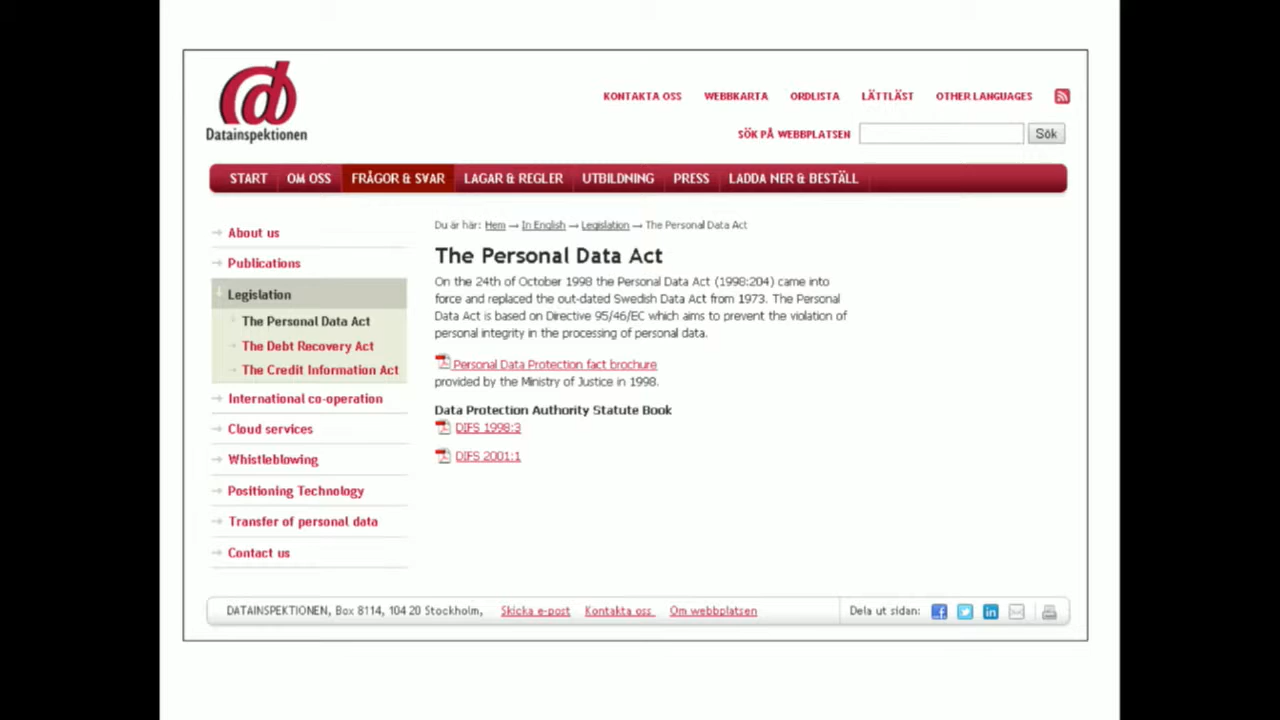 Datainspektionen
KONTAKTA OSS WEBBKARTA ORDLISTA LÄTTLÄST OTHER LANGUAGES
SÖK PÅ WEBBPLATSEN Sök
START OM OSS FRÅGOR & SVAR LAGAR & REGLER UTBILDNING PRESS LADDA NER & BESTÄLL
About us
Publications
Legislation
The Personal Data Act
The Debt Recovery Act
The Credit Information Act
International co-operation
Cloud services
Whistleblowing
Positioning Technology
Transfer of personal data
Contact us
Du är här: Hem → In English → Legislation → The Personal Data Act
The Personal Data Act
On the 24th of October 1998 the Personal Data Act (1998:204) came into
force and replaced the out-dated Swedish Data Act from 1973. The Personal
Data Act is based on Directive 95/46/EC which aims to prevent the violation of
personal integrity in the processing of personal data.
Personal Data Protection fact brochure
provided by the Ministry of Justice in 1998.
Data Protection Authority Statute Book
DIFS 1998:3
DIFS 2001:1
DATAINSPEKTIONEN, Box 8114, 104 20 Stockholm, Skicka e-post Kontakta oss Om webbplatsen Dela ut sidan: